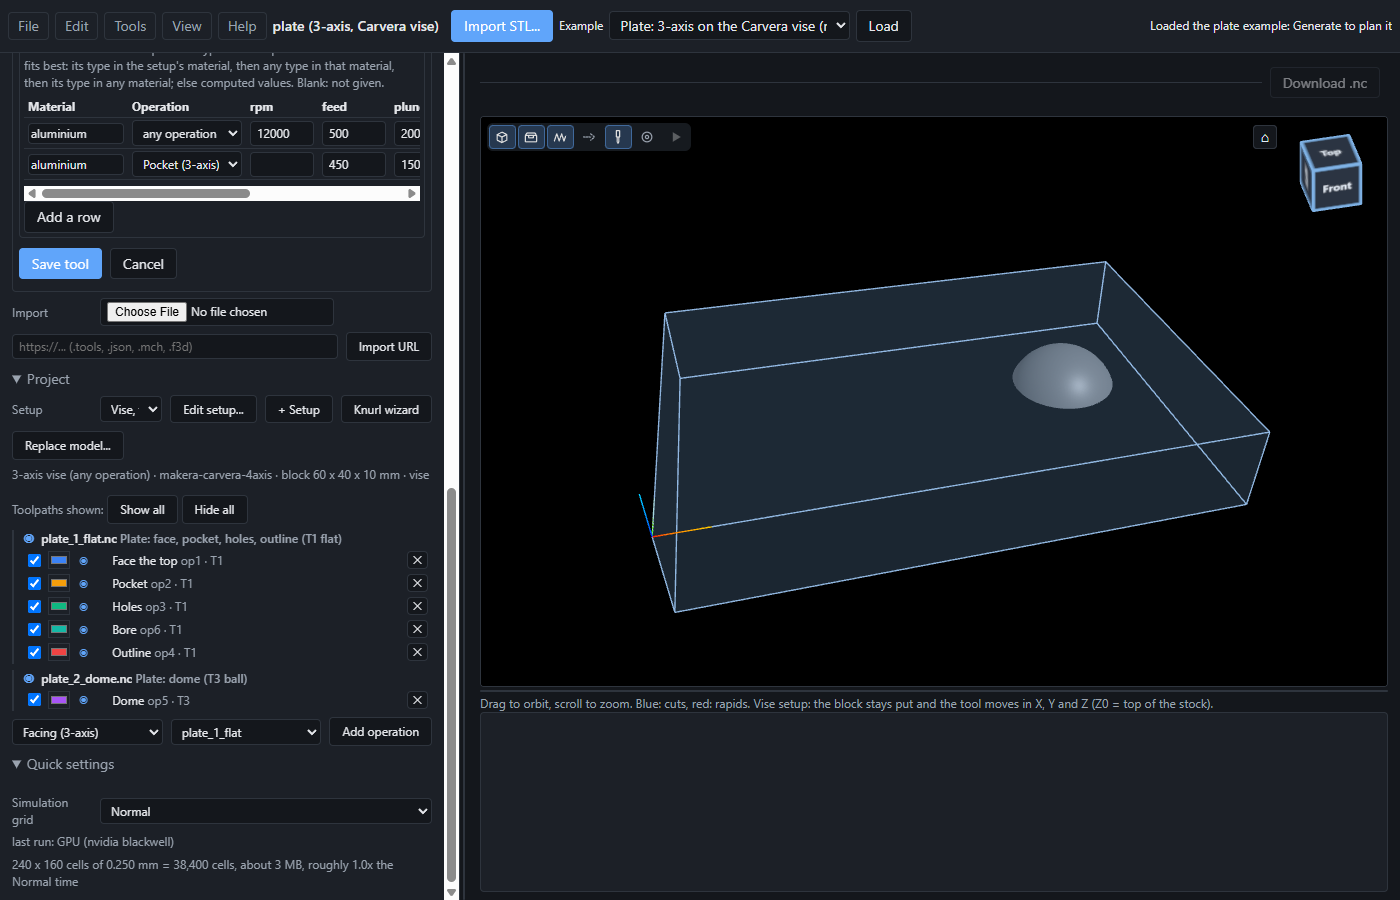 File Edit Tools View Help plate (3-axis, Carvera vise) Import STL... Example Plate: 3-axis on the Carvera vise (r Load Loaded the plate example: Generate to plan it
fits best: its type in the setup's material, then any type in that material,
then its type in any material; else computed values. Blank: not given.
Material Operation rpm feed plun
aluminium any operation 12000 500 200
aluminium Pocket (3-axis) 450 150
Add a row
Save tool Cancel
Import Choose File No file chosen
https://... (.tools, .json, .mch, .f3d) Import URL
Project
Setup Vise, Edit setup... + Setup Knurl wizard
Replace model...
3-axis vise (any operation) · makera-carvera-4axis · block 60 x 40 x 10 mm · vise
Toolpaths shown: Show all Hide all
plate_1_flat.nc Plate: face, pocket, holes, outline (T1 flat)
Face the top op1 · T1
Pocket op2 · T1
Holes op3 · T1
Bore op6 · T1
Outline op4 · T1
plate_2_dome.nc Plate: dome (T3 ball)
Dome op5 · T3
Facing (3-axis) plate_1_flat Add operation
Quick settings
Simulation
grid
Normal
last run: GPU (nvidia blackwell)
240 x 160 cells of 0.250 mm = 38,400 cells, about 3 MB, roughly 1.0x the
Normal time
Download .nc
Top
Front
Drag to orbit, scroll to zoom. Blue: cuts, red: rapids. Vise setup: the block stays put and the tool moves in X, Y and Z (Z0 = top of the stock).